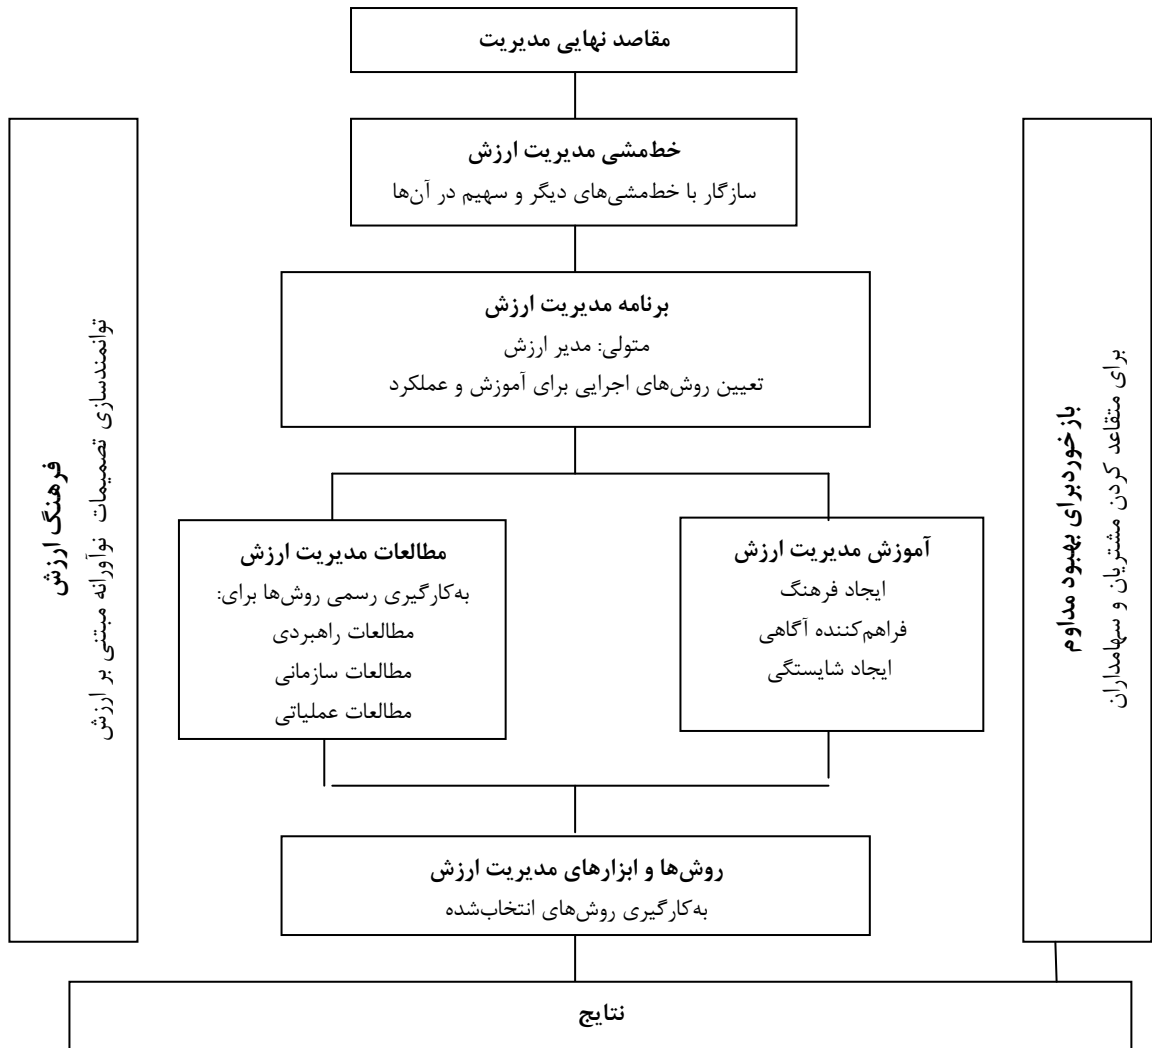 مقاصد نهایی مدیریت
خط‌مشی مدیریت ارزش
سازگار با خط‌مشی‌های دیگر و سهیم در آن‌ها
برنامه مدیریت ارزش
متولی: مدیر ارزش
تعیین روش‌های اجرایی برای آموزش و عملکرد
بازخوردبرای بهبود مداوم
برای متقاعد کردن مشتریان و سهامداران
آموزش مدیریت ارزش
ایجاد فرهنگ
فراهم‌کننده آگاهی
ایجاد شایستگی
مطالعات مدیریت ارزش
به‌کارگیری رسمی روش‌ها برای:
مطالعات راهبردی
مطالعات سازمانی
مطالعات عملیاتی
فرهنگ ارزش
توانمندسازی تصمیمات نوآورانه مبتنی بر ارزش
روش‌ها و ابزارهای مدیریت ارزش
به‌کارگیری روش‌های انتخاب‌شده
نتایج